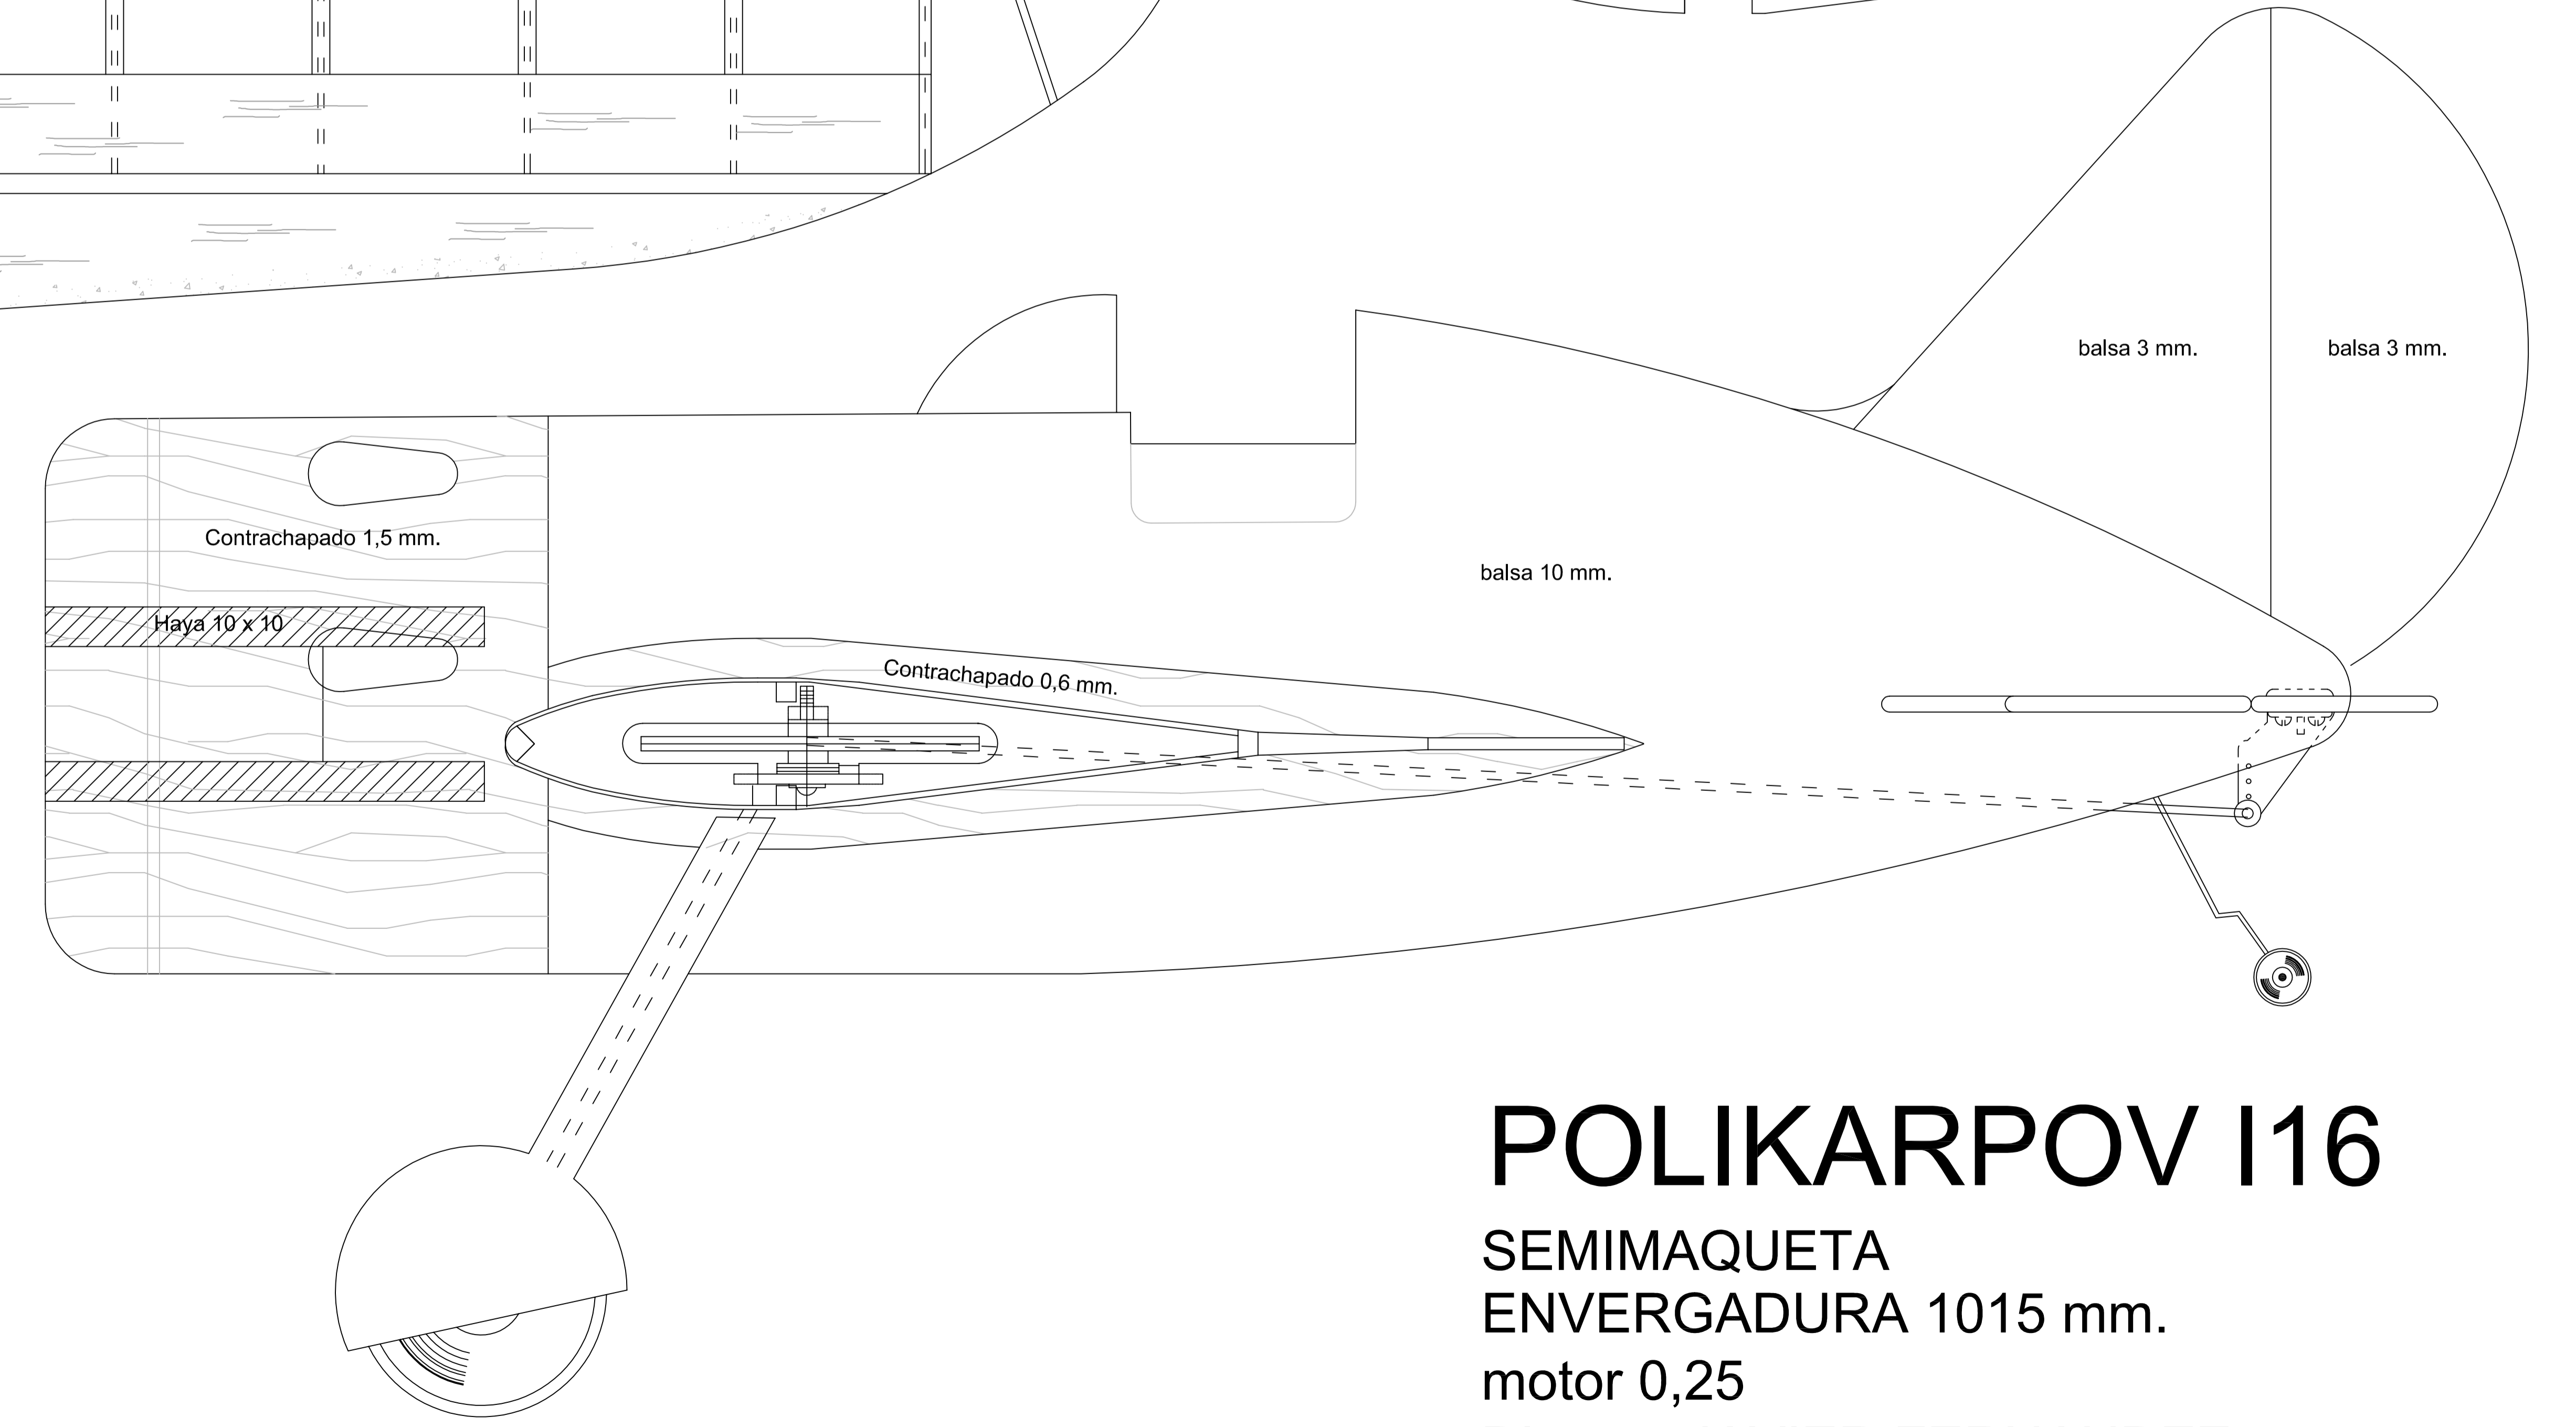 balsa 3 mm.
balsa 3 mm.
Contrachapado 1,5 mm.
balsa 10 mm.
Haya 10 x 10
Contrachapado 0,6 mm.
POLIKARPOV I16
SEMIMAQUETA
ENVERGADURA 1015 mm.
motor 0,25